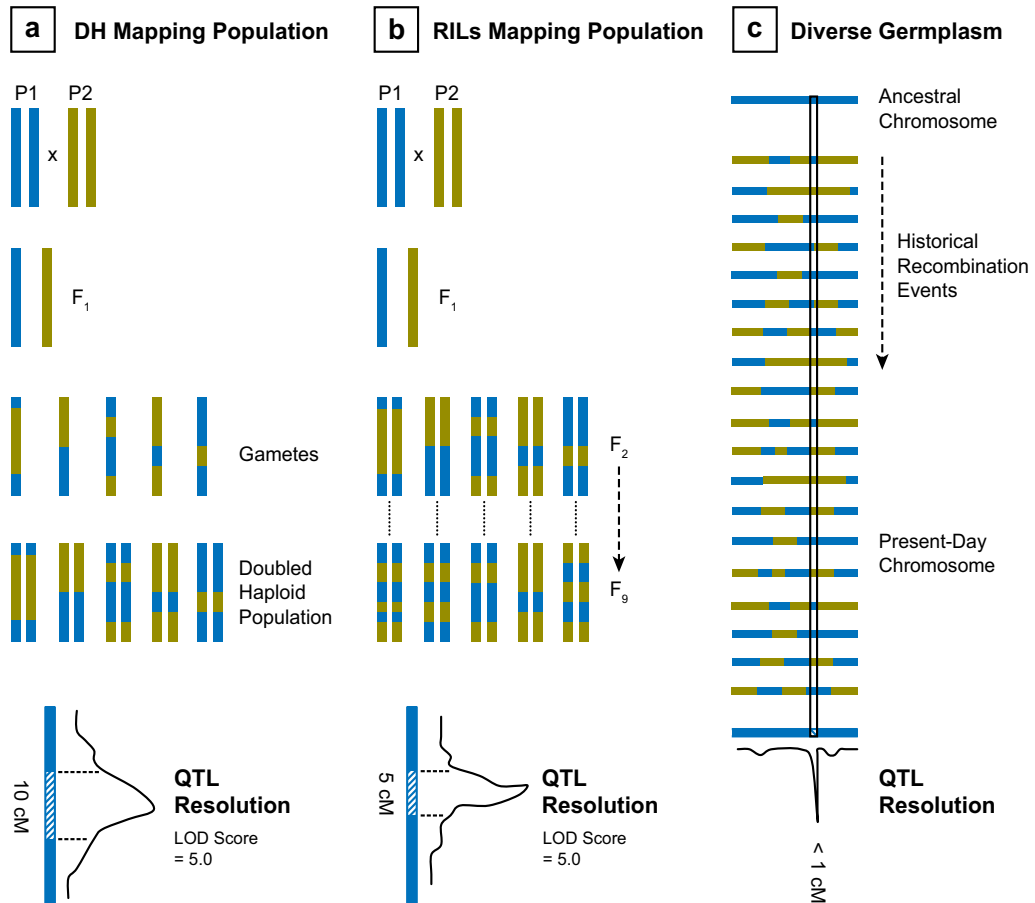 a DH Mapping Population
P1 P2
x
F1
Gametes
Doubled
Haploid
Population
10 cM
QTL
Resolution
LOD Score
= 5.0
b RILs Mapping Population
P1 P2
x
F1
F2
F9
5 cM
QTL
Resolution
LOD Score
= 5.0
c Diverse Germplasm
Ancestral
Chromosome
Historical
Recombination
Events
Present-Day
Chromosome
QTL
Resolution
< 1 cM